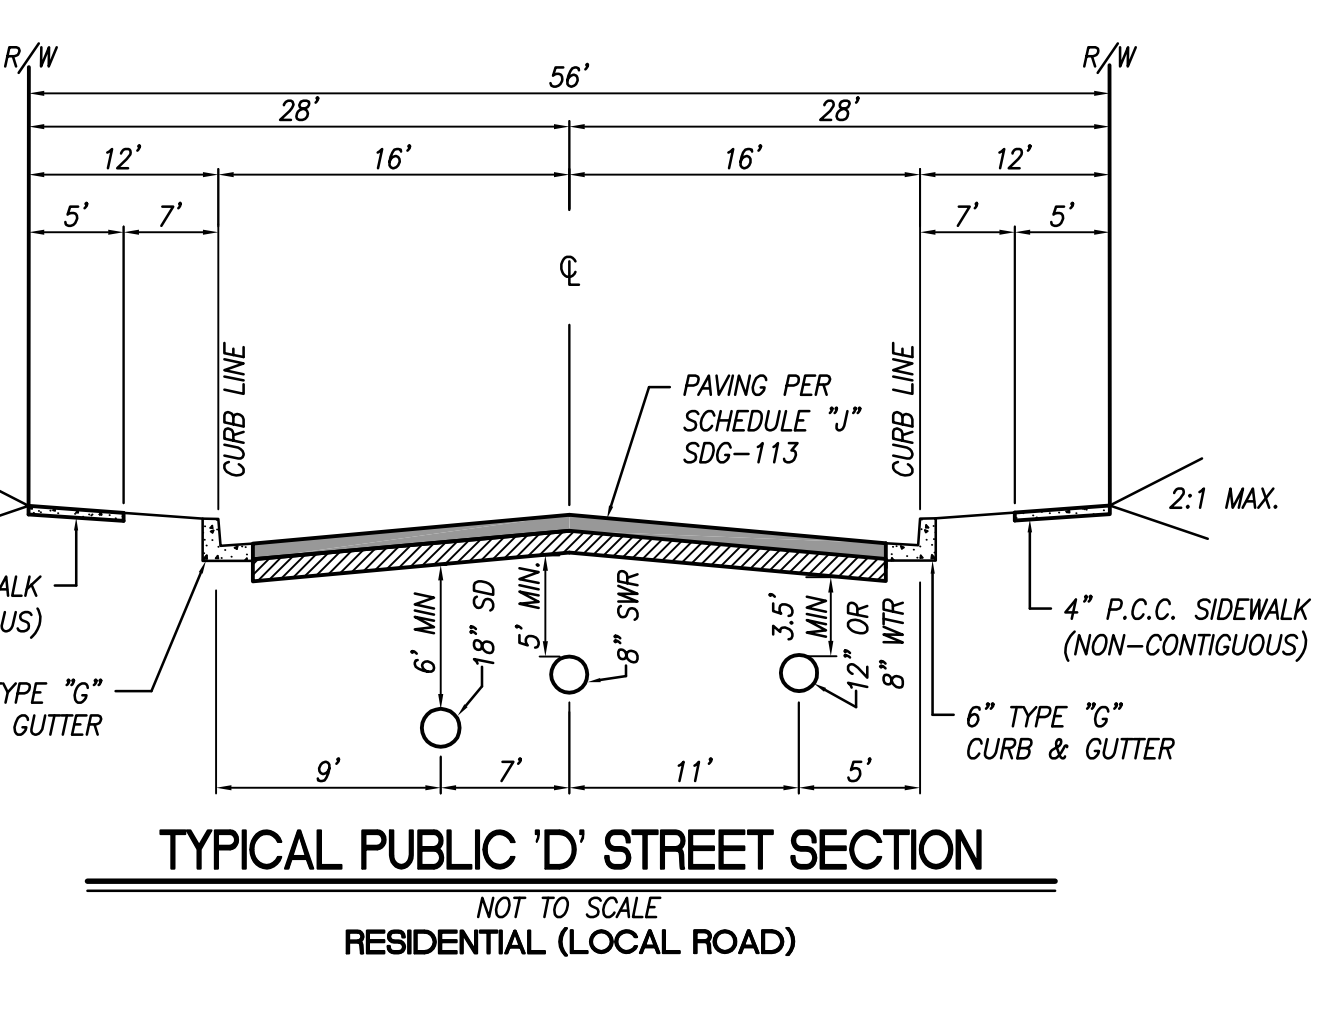 R/W R/W
56'
28' 28'
12' 16' 16' 12'
5' 7' 7' 5'
℄
CURB LINE
CURB LINE
PAVING PER
SCHEDULE "J"
SDG-113
2:1 MAX.
6' MIN
18" SD
5' MIN.
8" SWR
3.5'
MIN
12" OR
8" WTR
4" P.C.C. SIDEWALK
(NON-CONTIGUOUS)
"G"
GUTTER
6" TYPE "G"
CURB & GUTTER
9' 7' 11' 5'
TYPICAL PUBLIC 'D' STREET SECTION
NOT TO SCALE
RESIDENTIAL (LOCAL ROAD)